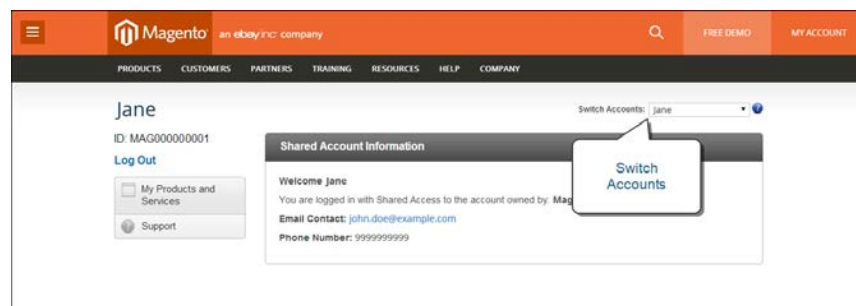 Magento an ebay inc company
FREE DEMO
MY ACCOUNT
PRODUCTS CUSTOMERS PARTNERS TRAINING RESOURCES HELP COMPANY
Jane
Switch Accounts: Jane
ID: MAG000000001
Log Out
Shared Account Information
Switch
Accounts
My Products and
Services
Support
Welcome Jane
You are logged in with Shared Access to the account owned by: Mag
Email Contact: john.doe@example.com
Phone Number: 9999999999